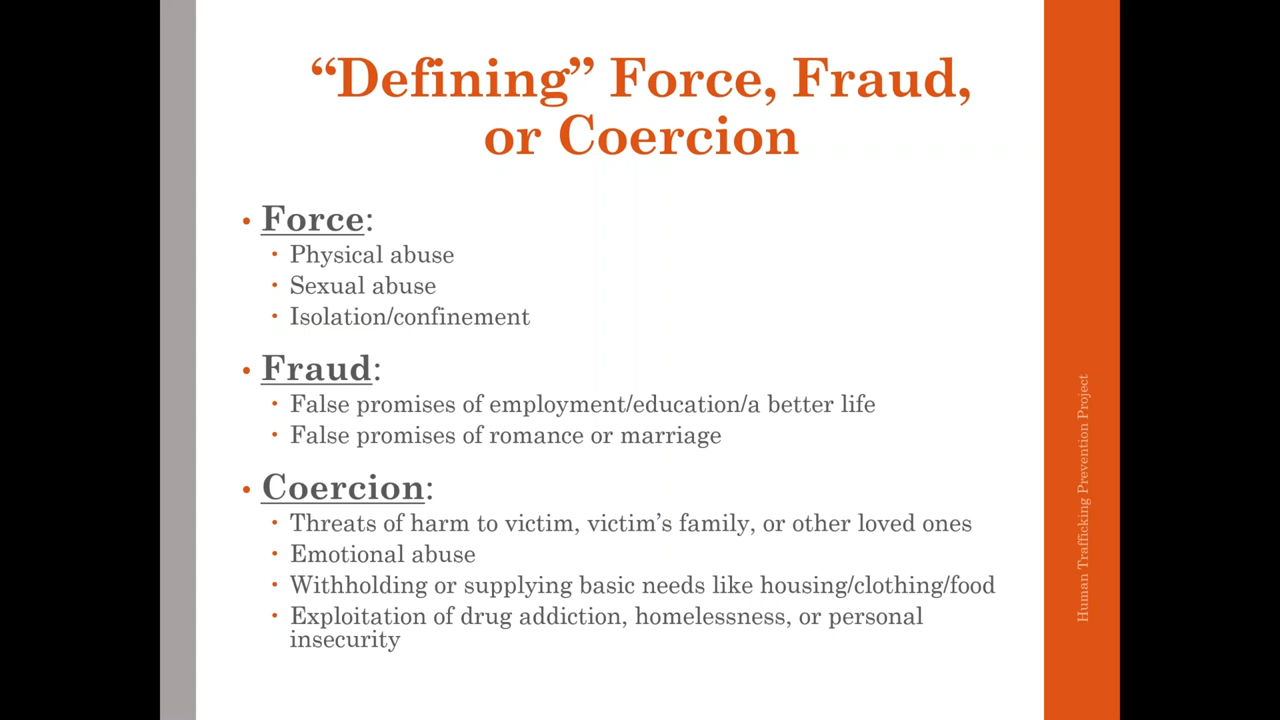 “Defining” Force, Fraud,
or Coercion
• Force:
• Physical abuse
• Sexual abuse
• Isolation/confinement
• Fraud:
• False promises of employment/education/a better life
• False promises of romance or marriage
• Coercion:
• Threats of harm to victim, victim’s family, or other loved ones
• Emotional abuse
• Withholding or supplying basic needs like housing/clothing/food
• Exploitation of drug addiction, homelessness, or personal
insecurity
Human Trafficking Prevention Project